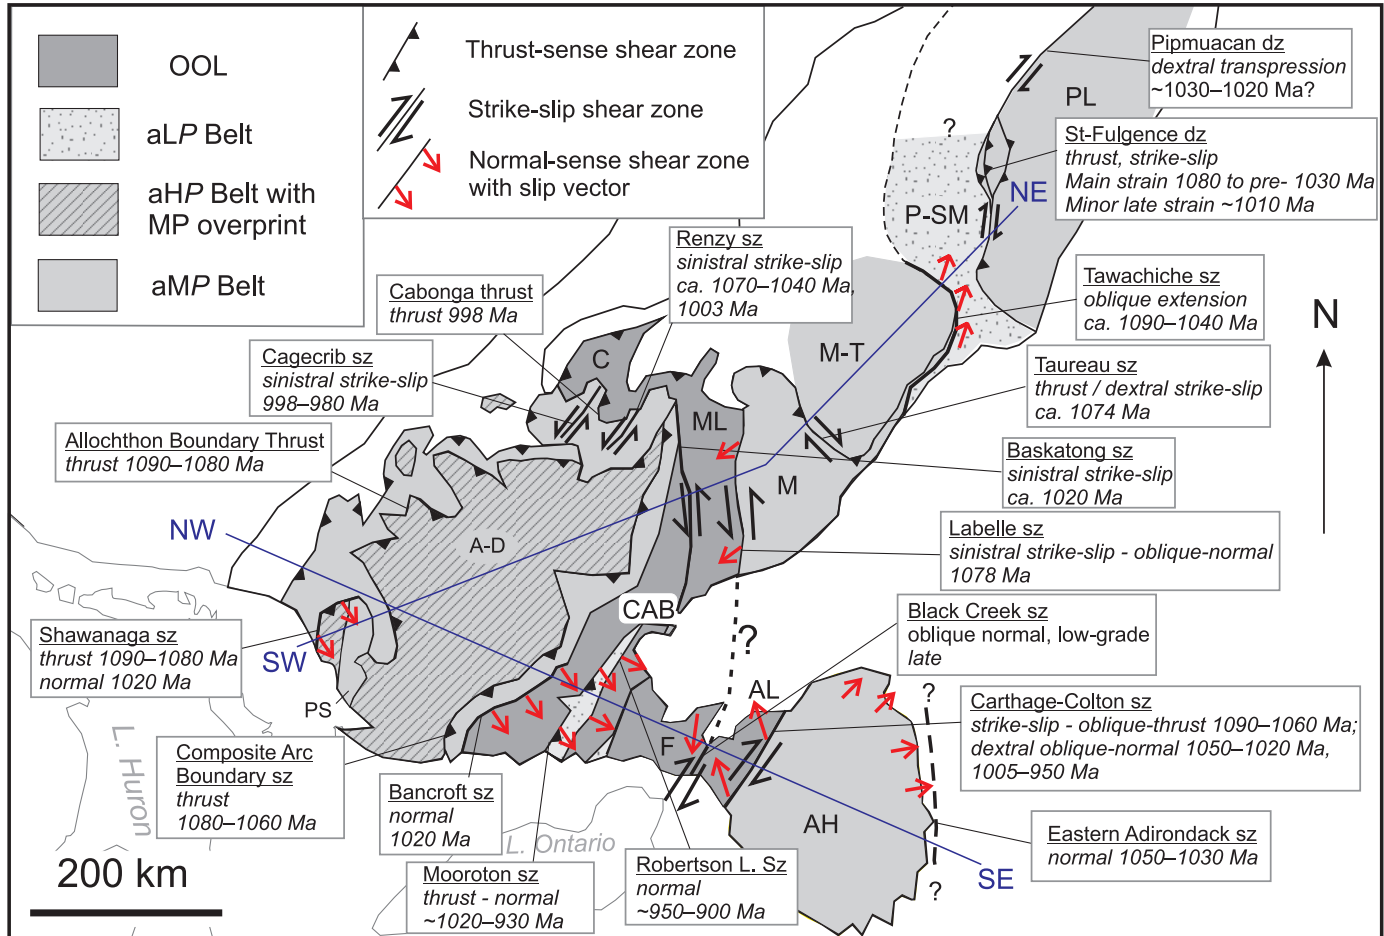 OOL
aLP Belt
aHP Belt with
MP overprint
aMP Belt
Thrust-sense shear zone
Strike-slip shear zone
Normal-sense shear zone
with slip vector
Pipmuacan dz
dextral transpression
~1030–1020 Ma?
PL
?
St-Fulgence dz
thrust, strike-slip
Main strain 1080 to pre- 1030 Ma
Minor late strain ~1010 Ma
NE
P-SM
Renzy sz
sinistral strike-slip
ca. 1070–1040 Ma,
1003 Ma
Cabonga thrust
thrust 998 Ma
Tawachiche sz
oblique extension
ca. 1090–1040 Ma
N
Cagecrib sz
sinistral strike-slip
998–980 Ma
C
M-T
Taureau sz
thrust / dextral strike-slip
ca. 1074 Ma
Allochthon Boundary Thrust
thrust 1090–1080 Ma
ML
Baskatong sz
sinistral strike-slip
ca. 1020 Ma
M
NW
A-D
Labelle sz
sinistral strike-slip - oblique-normal
1078 Ma
CAB
?
Black Creek sz
oblique normal, low-grade
late
Shawanaga sz
thrust 1090–1080 Ma
normal 1020 Ma
SW
PS
AL
?
Carthage-Colton sz
strike-slip - oblique-thrust 1090–1060 Ma;
dextral oblique-normal 1050–1020 Ma,
1005–950 Ma
L. Huron
Composite Arc
Boundary sz
thrust
1080–1060 Ma
F
Bancroft sz
normal
1020 Ma
L. Ontario
AH
Eastern Adirondack sz
normal 1050–1030 Ma
Mooroton sz
thrust - normal
~1020–930 Ma
Robertson L. Sz
normal
~950–900 Ma
SE
?
200 km